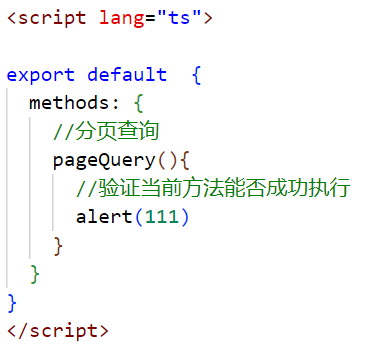 <script lang="ts">
export default  {
methods: {
//分页查询
pageQuery(){
//验证当前方法能否成功执行
alert(111)
}
}
}
</script>